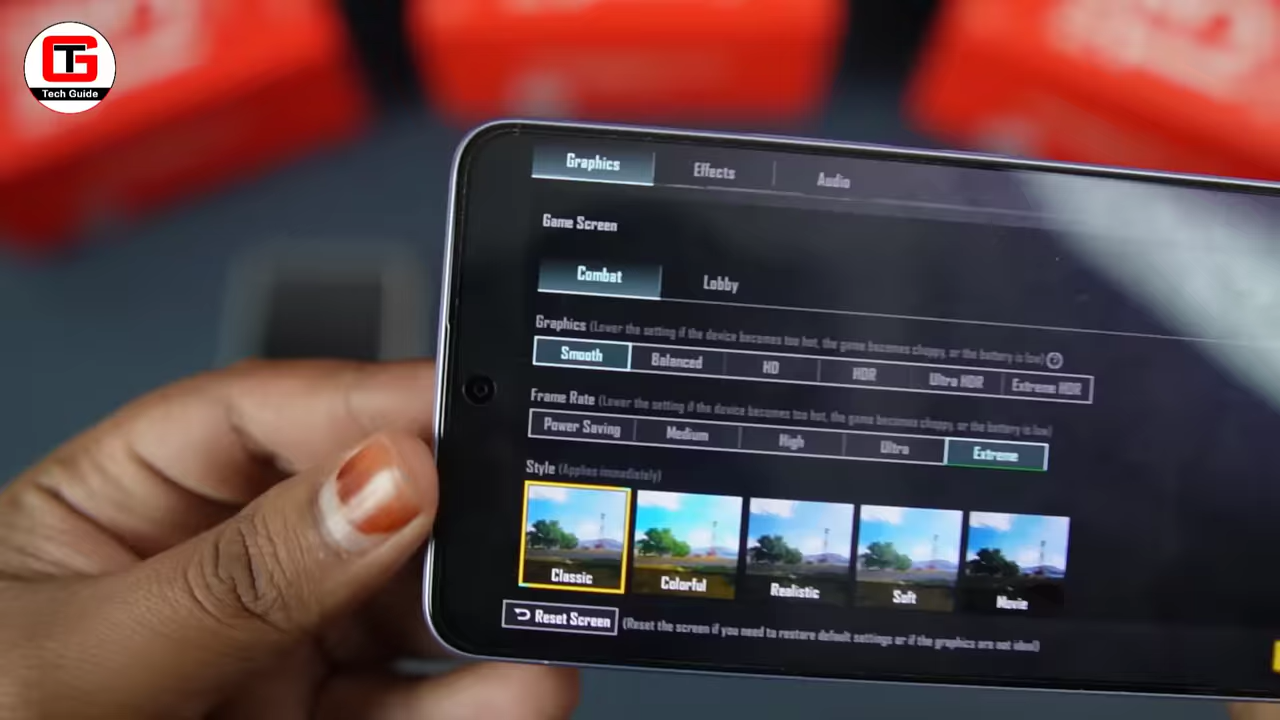 TG
Tech Guide
Graphics
Effects
Audio
Game Screen
Combat
Lobby
Graphics (Lower the setting if the device becomes too hot, the game becomes choppy, or the battery is low)
Smooth
Balanced
HD
HDR
Ultra HDR
Extreme HDR
Frame Rate (Lower the setting if the device becomes too hot, the game becomes choppy, or the battery is low)
Power Saving
Medium
High
Ultra
Extreme
Style (Applies immediately)
Classic
Colorful
Realistic
Soft
Movie
Reset Screen (Reset the screen if you need to restore default settings or if the graphics are not ideal)